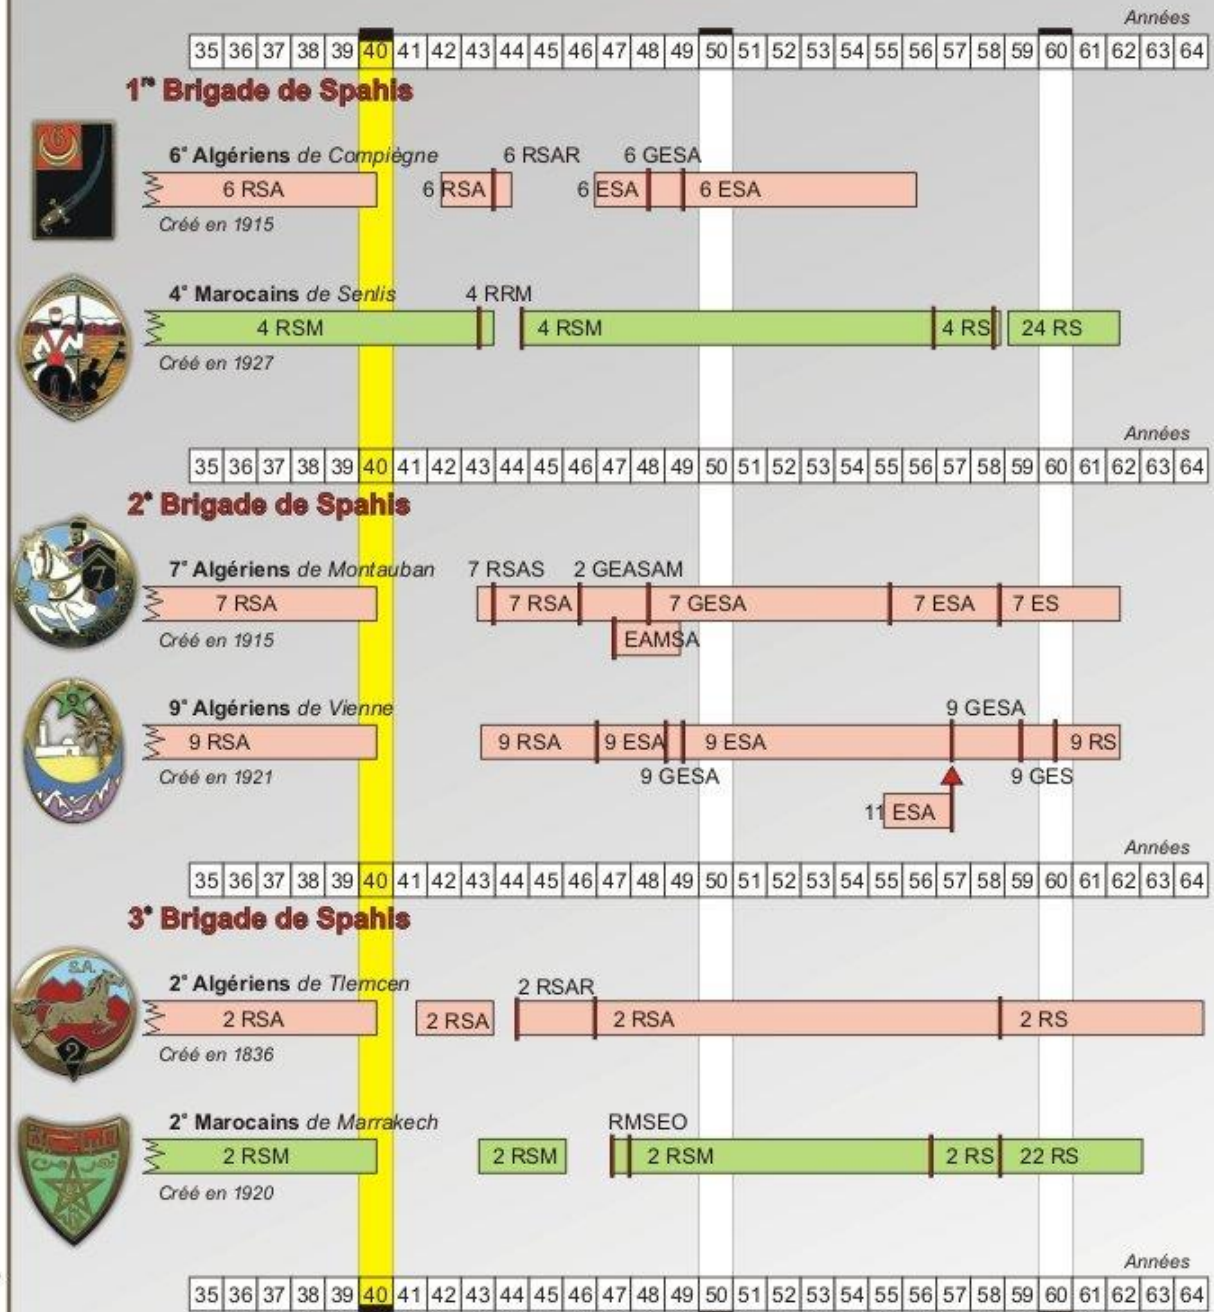 Années
35 36 37 38 39 40 41 42 43 44 45 46 47 48 49 50 51 52 53 54 55 56 57 58 59 60 61 62 63 64
1re Brigade de Spahis
6e Algériens de Compiègne
6 RSAR
6 GESA
6 RSA
6 RSA
6 ESA
6 ESA
Créé en 1915
4e Marocains de Senlis
4 RRM
4 RSM
4 RSM
4 RS
24 RS
Créé en 1927
Années
35 36 37 38 39 40 41 42 43 44 45 46 47 48 49 50 51 52 53 54 55 56 57 58 59 60 61 62 63 64
2e Brigade de Spahis
7
7e Algériens de Montauban
7 RSAS
2 GEASAM
7 RSA
7 RSA
7 GESA
7 ESA
7 ES
Créé en 1915
EAMSA
9
9e Algériens de Vienne
9 GESA
9 RSA
9 RSA
9 ESA
9 ESA
9 RS
Créé en 1921
9 GESA
9 GES
11 ESA
Années
35 36 37 38 39 40 41 42 43 44 45 46 47 48 49 50 51 52 53 54 55 56 57 58 59 60 61 62 63 64
3e Brigade de Spahis
S.A.
2
2e Algériens de Tlemcen
2 RSAR
2 RSA
2 RSA
2 RSA
2 RS
Créé en 1836
2e Marocains de Marrakech
RMSEO
2 RSM
2 RSM
2 RSM
2 RS
22 RS
Créé en 1920
Années
35 36 37 38 39 40 41 42 43 44 45 46 47 48 49 50 51 52 53 54 55 56 57 58 59 60 61 62 63 64